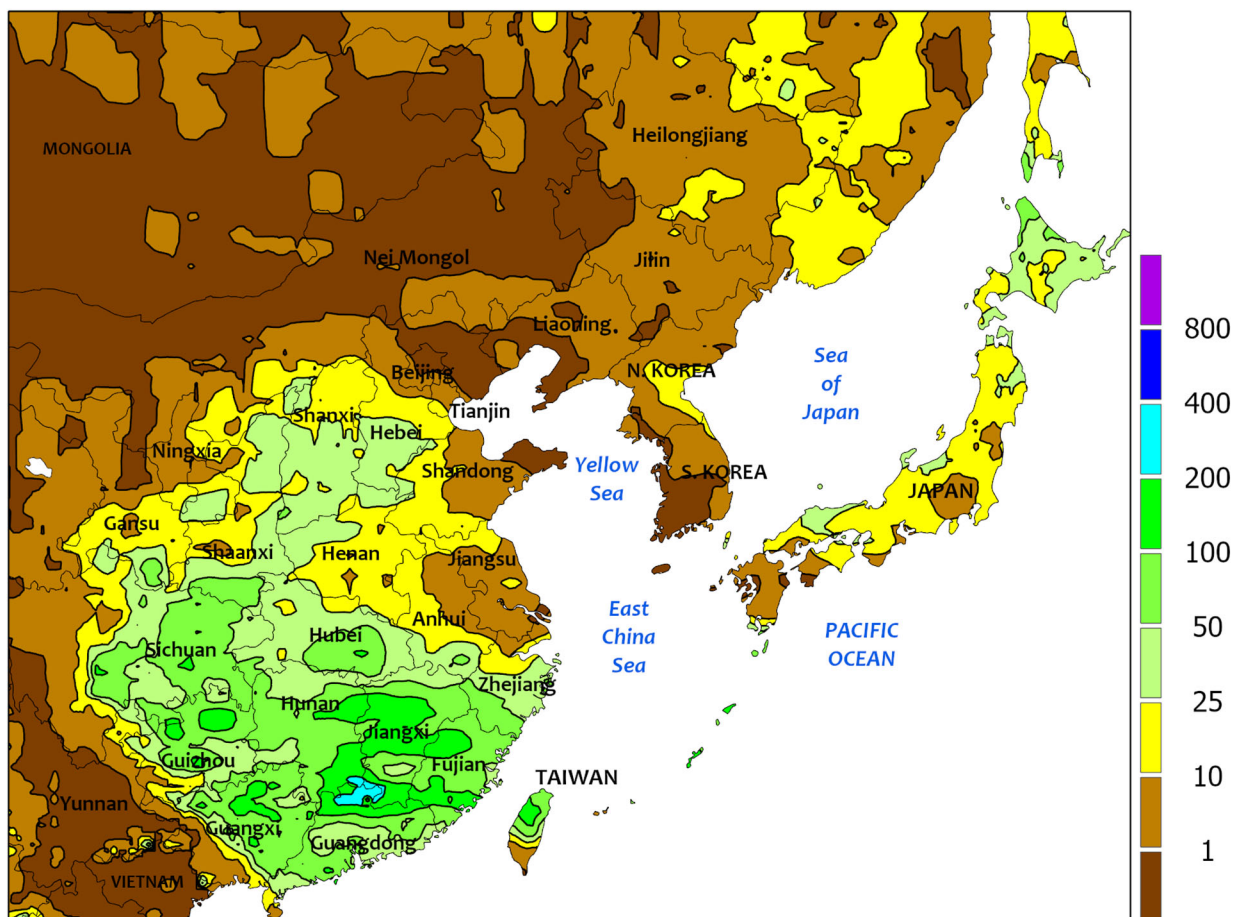 Heilongjiang
MONGOLIA
Nei Mongol
Jilin
Liaoning
800
Sea
of
Japan
Beijing
N. KOREA
400
Shanxi
Tianjin
Hebei
Ningxia
Shandong
Yellow
Sea
S. KOREA
200
JAPAN
Gansu
Shaanxi
Henan
Jiangsu
100
Anhui
East
China
Sea
PACIFIC
OCEAN
50
Hubei
Sichuan
Zhejiang
Hunan
25
Jiangxi
Guizhou
Fujian
TAIWAN
10
Yunnan
Guangxi
Guangdong
1
VIETNAM